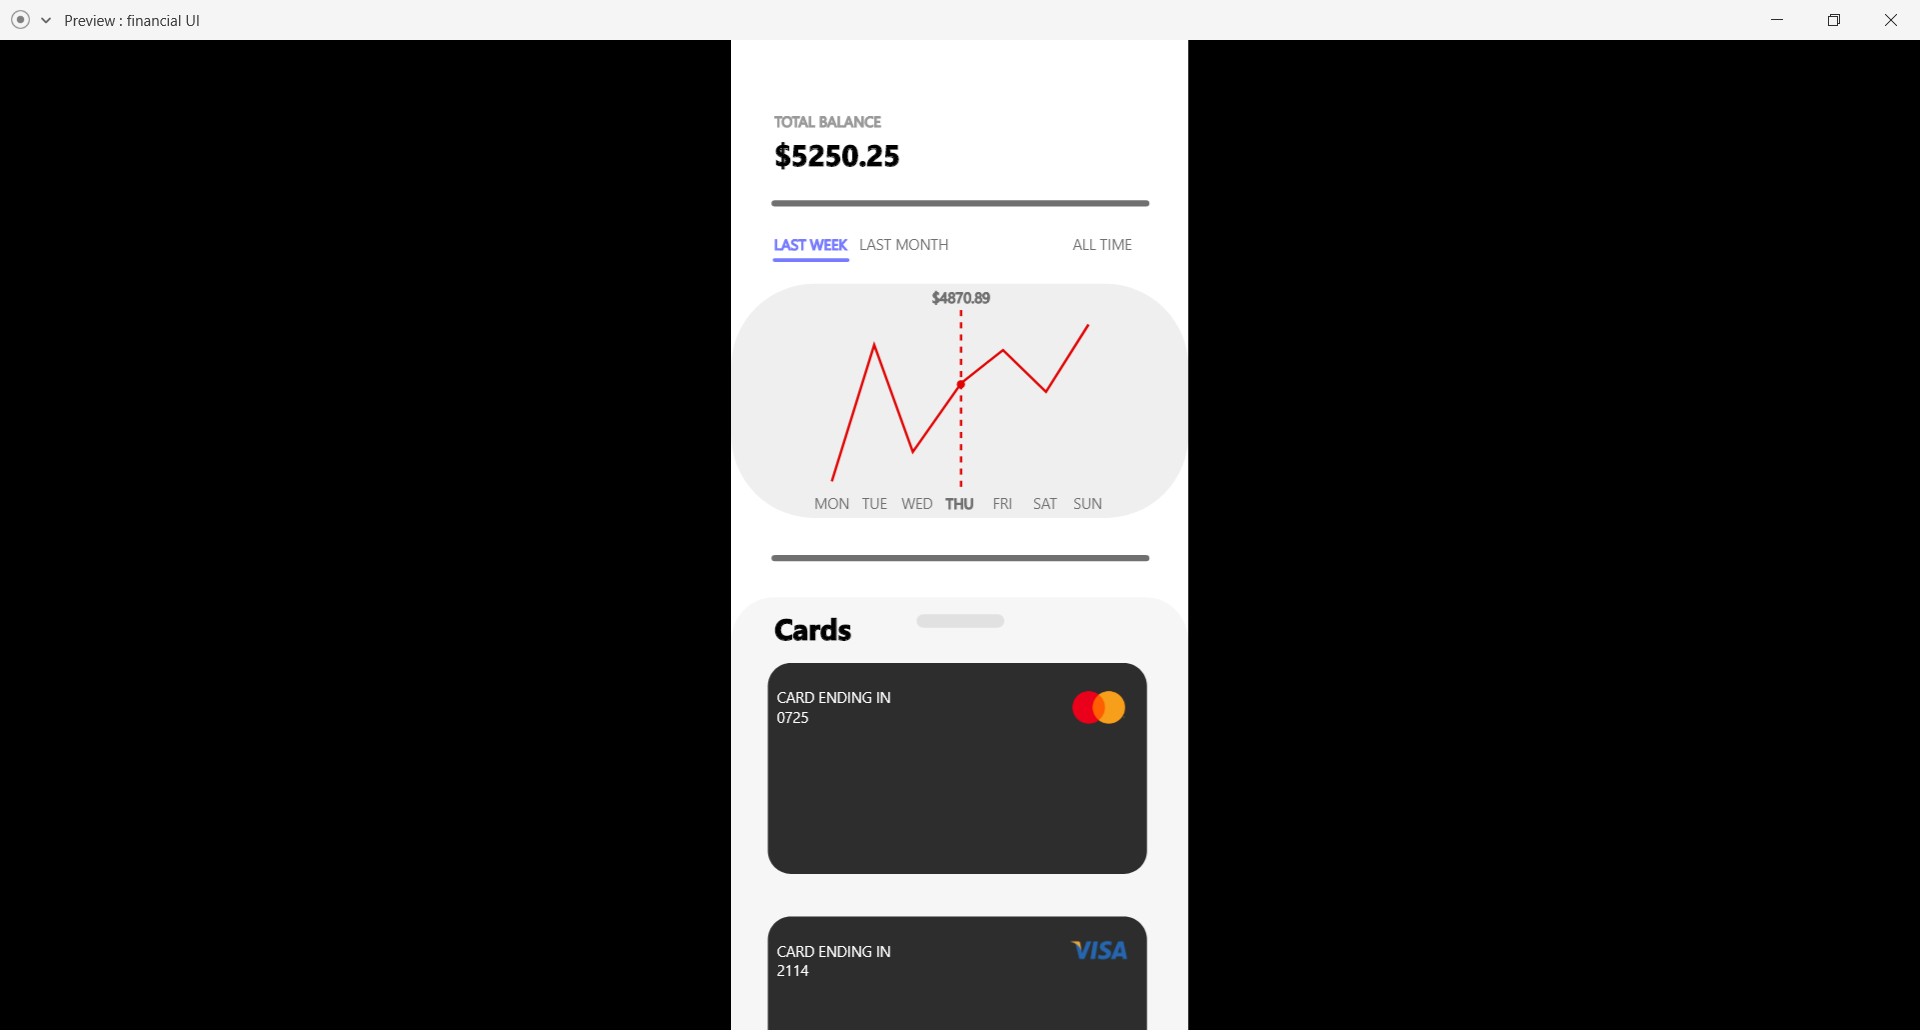 Preview : financial UI
TOTAL BALANCE
$5250.25
LAST WEEK LAST MONTH ALL TIME
$4870.89
MON TUE WED THU FRI SAT SUN
Cards
CARD ENDING IN
0725
CARD ENDING IN
2114
VISA